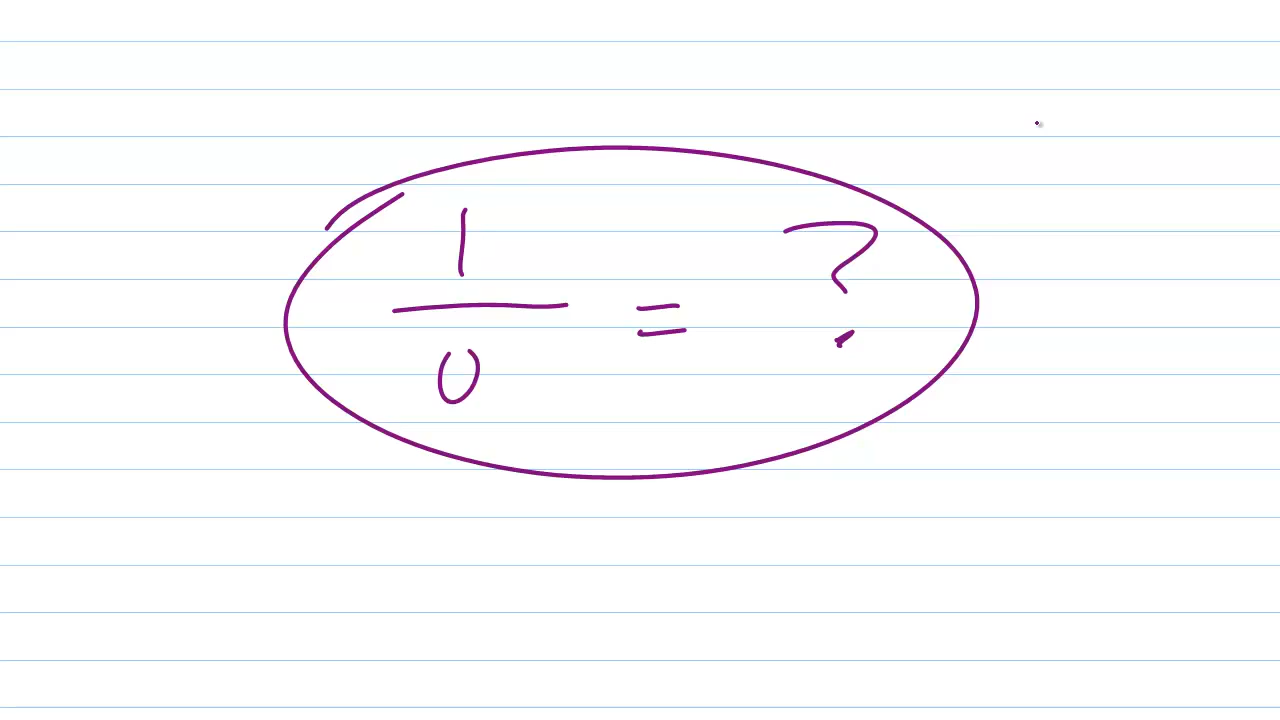 1/0 = ?